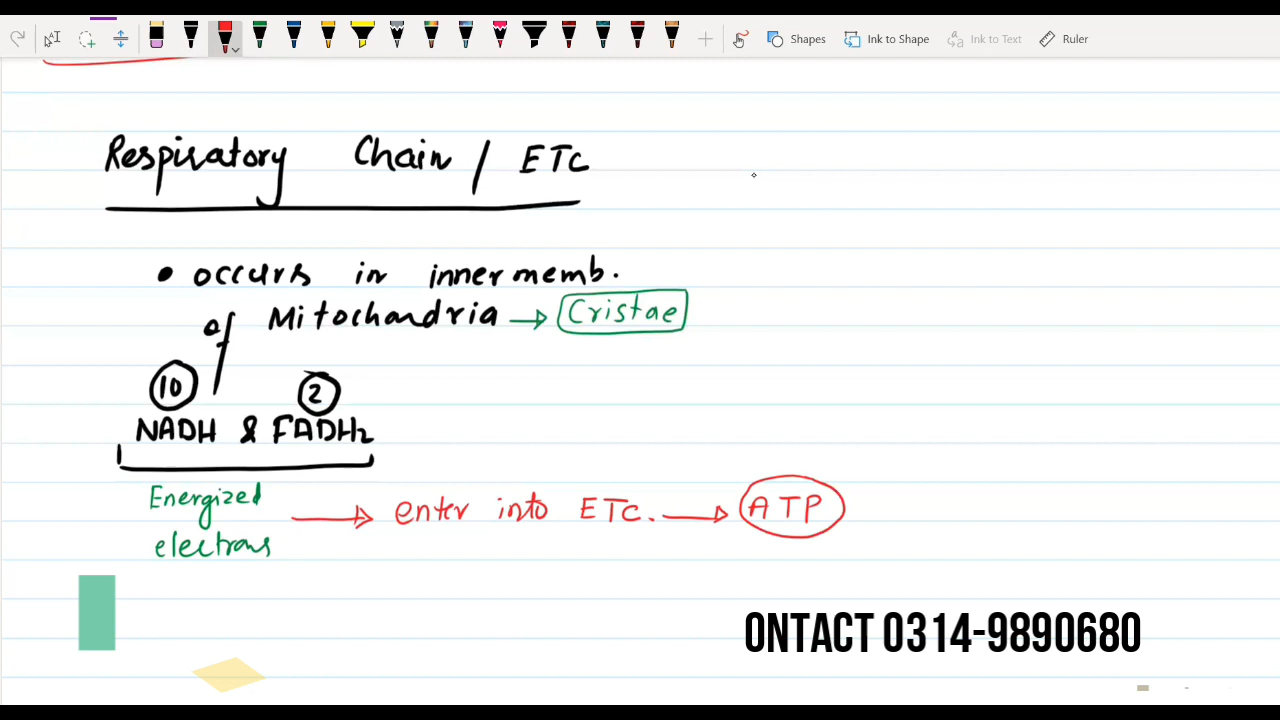 Shapes
Ink to Shape
Ink to Text
Ruler
Respiratory Chain / ETC
• occurs in inner memb.
of Mitochondria → Cristae
10 2
NADH & FADH2
Energized
electrons → enter into ETC. → ATP
ONTACT 0314-9890680